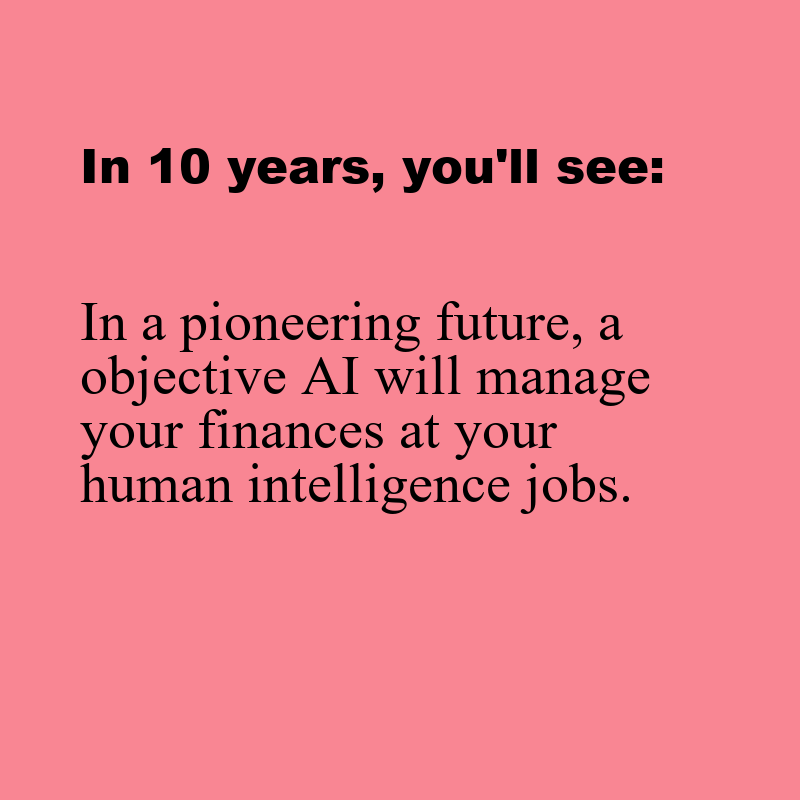 In 10 years, you'll see:
In a pioneering future, a
objective AI will manage
your finances at your
human intelligence jobs.